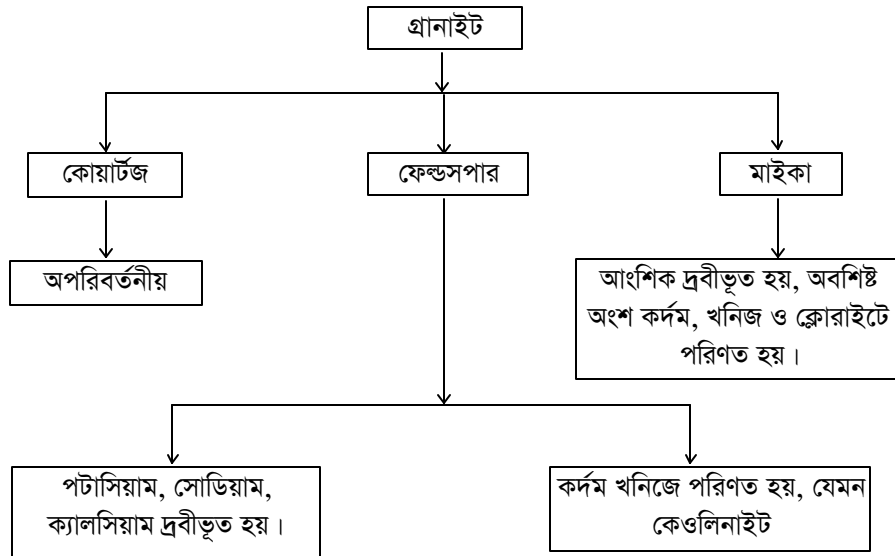 গ্রানাইট
কোয়ার্টজ
ফেল্ডসপার
মাইকা
অপরিবর্তনীয়
আংশিক দ্রবীভূত হয়, অবশিষ্ট
অংশ কর্দম, খনিজ ও ক্লোরাইটে
পরিণত হয়।
পটাসিয়াম, সোডিয়াম,
ক্যালসিয়াম দ্রবীভূত হয়।
কর্দম খনিজে পরিণত হয়, যেমন
কেওলিনাইট